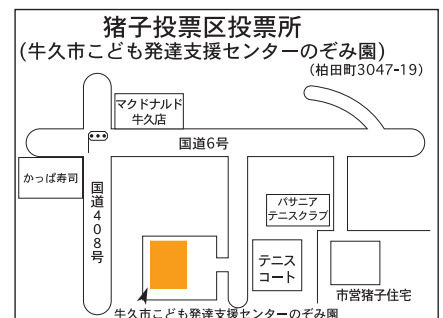 猪子投票区投票所
(牛久市こども発達支援センターのぞみ園)
(柏田町3047-19)
マクドナルド
牛久店
国道6号
かっぱ寿司
国道408号
パサニア
テニスクラブ
テニス
コート
市営猪子住宅
牛久市こども発達支援センターのぞみ園